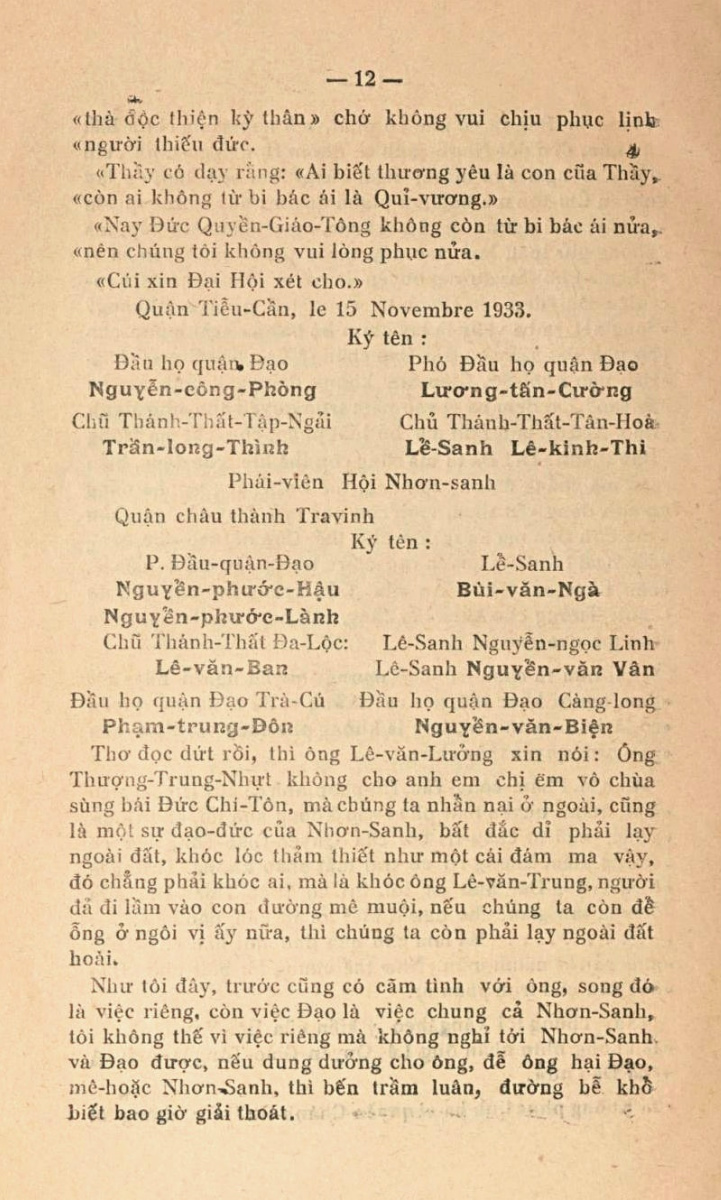 — 12 —
«thà độc thiện kỳ thân» chớ không vui chịu phục lịnh
«người thiếu đức.
«Thầy có dạy rằng: «Ai biết thương yêu là con của Thầy,
«còn ai không từ bi bác ái là Quỉ-vương.»
«Nay Đức Quyền-Giáo-Tông không còn từ bi bác ái nửa,
«nên chúng tôi không vui lòng phục nửa.
«Cúi xin Đại Hội xét cho.»
Quận Tiểu-Cần, le 15 Novembre 1933.
Ký tên :
Đầu họ quận Đạo Phó Đầu họ quận Đạo
Nguyễn-công-Phòng Lương-tấn-Cường
Chũ Thánh-Thất-Tập-Ngải Chủ Thánh-Thất-Tân-Hoà
Trần-long-Thình Lễ-Sanh Lê-kinh-Thi
Phái-viên Hội Nhơn-sanh
Quận châu thành Travinh
Ký tên :
P. Đầu-quận-Đạo Lễ-Sanh
Nguyễn-phước-Hậu Bùi-văn-Ngà
Nguyễn-phước-Lành
Chũ Thánh-Thất Đa-Lộc: Lê-Sanh Nguyễn-ngọc Linh
Lê-văn-Ban Lê-Sanh Nguyễn-văn Vân
Đầu họ quận Đạo Trà-Cú Đầu họ quận Đạo Càng-long
Phạm-trung-Đôn Nguyễn-văn-Biện
Thơ đọc dứt rồi, thì ông Lê-văn-Lưởng xin nói : Ông
Thượng-Trung-Nhựt không cho anh em chị em vô chùa
sùng bái Đức Chí-Tôn, mà chúng ta nhẫn nại ở ngoài, cũng
là một sự đạo-đức của Nhơn-Sanh, bất đắc dĩ phải lạy
ngoài đất, khóc lóc thảm thiết như một cái đám ma vậy,
đó chẳng phải khóc ai, mà là khóc ông Lê-văn-Trung, người
đả đi lầm vào con đường mê muội, nếu chúng ta còn để
ổng ở ngôi vị ấy nữa, thì chúng ta còn phải lạy ngoài đất
hoài.
Như tôi đây, trước cũng có cãm tình với ông, song đó
là việc riêng, còn việc Đạo là việc chung cả Nhơn-Sanh,
tôi không thể vì việc riêng mà không nghỉ tới Nhơn-Sanh
và Đạo được, nếu dung dưởng cho ông, để ông hại Đạo,
mê-hoặc Nhơn-Sanh, thì bến trầm luân, đường bễ khổ
biết bao giờ giải thoát.